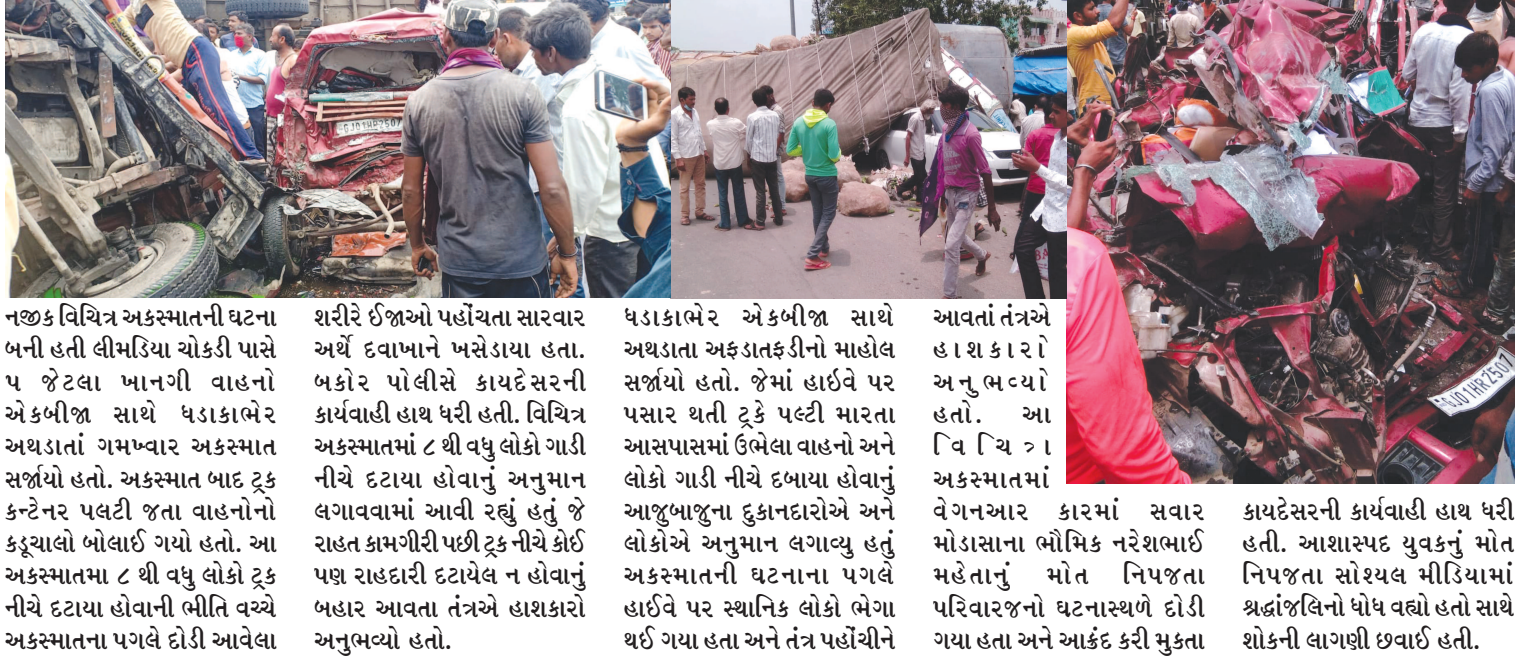 GJ01HR2507
GJ01HR2507
નજીક વિચિત્ર અકસ્માતની ઘટના
બની હતી લીમડિયા ચોકડી પાસે
૫ જેટલા ખાનગી વાહનો
એકબીજા સાથે ધડાકાભેર
અથડાતાં ગમખ્વાર અકસ્માત
સર્જાયો હતો. અકસ્માત બાદ ટ્રક
કન્ટેનર પલટી જતા વાહનોનો
કડૂચાલો બોલાઈ ગયો હતો. આ
અકસ્માતમા ૮ થી વધુ લોકો ટ્રક
નીચે દટાયા હોવાની ભીતિ વચ્ચે
અકસ્માતના પગલે દોડી આવેલા
શરીરે ઈજાઓ પહોંચતા સારવાર
અર્થે દવાખાને ખસેડાયા હતા.
બકોર પોલીસે કાયદેસરની
કાર્યવાહી હાથ ધરી હતી. વિચિત્ર
અકસ્માતમાં ૮ થી વધુ લોકો ગાડી
નીચે દટાયા હોવાનું અનુમાન
લગાવવામાં આવી રહ્યું હતું જે
રાહત કામગીરી પછી ટ્રક નીચે કોઈ
પણ રાહદારી દટાયેલ ન હોવાનું
બહાર આવતા તંત્રએ હાશકારો
અનુભવ્યો હતો.
ધડાકાભેર એકબીજા સાથે
અથડાતા અફડાતફડીનો માહોલ
સર્જાયો હતો. જેમાં હાઇવે પર
પસાર થતી ટ્રકે પલ્ટી મારતા
આસપાસમાં ઉભેલા વાહનો અને
લોકો ગાડી નીચે દબાયા હોવાનું
આજુબાજુના દુકાનદારોએ અને
લોકોએ અનુમાન લગાવ્યુ હતું
અકસ્માતની ઘટનાના પગલે
હાઈવે પર સ્થાનિક લોકો ભેગા
થઈ ગયા હતા અને તંત્ર પહોંચીને
આવતાં તંત્રએ
હાશકારો
અનુભવ્યો
હતો. આ
વિચિત્રા
અકસ્માતમાં
વેગનઆર કારમાં સવાર
મોડાસાના ભૌમિક નરેશભાઈ
મહેતાનું મોત નિપજતા
પરિવારજનો ઘટનાસ્થળે દોડી
ગયા હતા અને આક્રંદ કરી મુકતા
કાયદેસરની કાર્યવાહી હાથ ધરી
હતી. આશાસ્પદ યુવકનું મોત
નિપજતા સોશ્યલ મીડિયામાં
શ્રદ્ધાંજલિનો ધોધ વહ્યો હતો સાથે
શોકની લાગણી છવાઈ હતી.